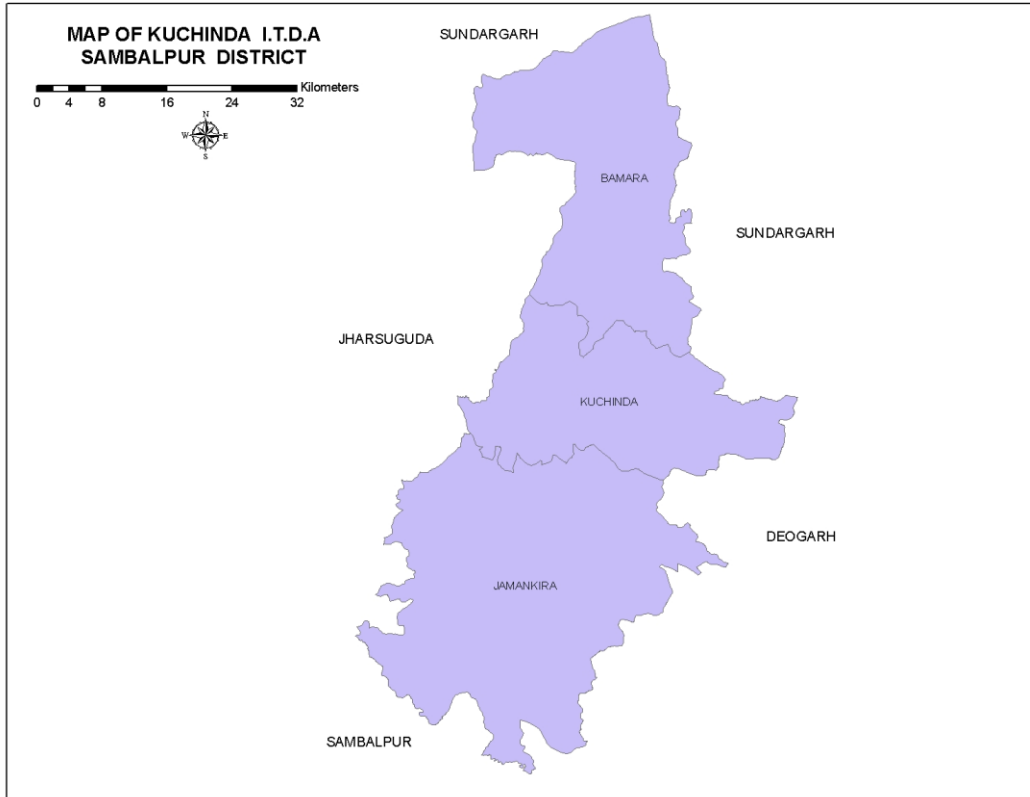 MAP OF KUCHINDA I.T.D.A
SAMBALPUR DISTRICT
Kilometers
0 4 8 16 24 32
N
W E
S
SUNDARGARH
BAMARA
SUNDARGARH
JHARSUGUDA
KUCHINDA
DEOGARH
JAMANKIRA
SAMBALPUR